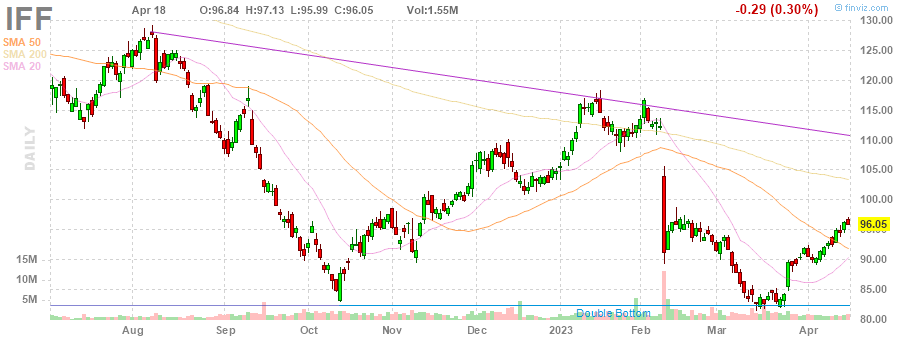 IFF Apr 18 O:96.84 H:97.13 L:95.99 C:96.05 Vol:1.55M -0.29 (0.30%) © finviz.com
SMA 50
SMA 200
SMA 20
DAILY
130.00
125.00
120.00
115.00
110.00
105.00
100.00
96.05
95.00
90.00
85.00
80.00
15M
10M
5M
Double Bottom
Aug Sep Oct Nov Dec 2023 Feb Mar Apr